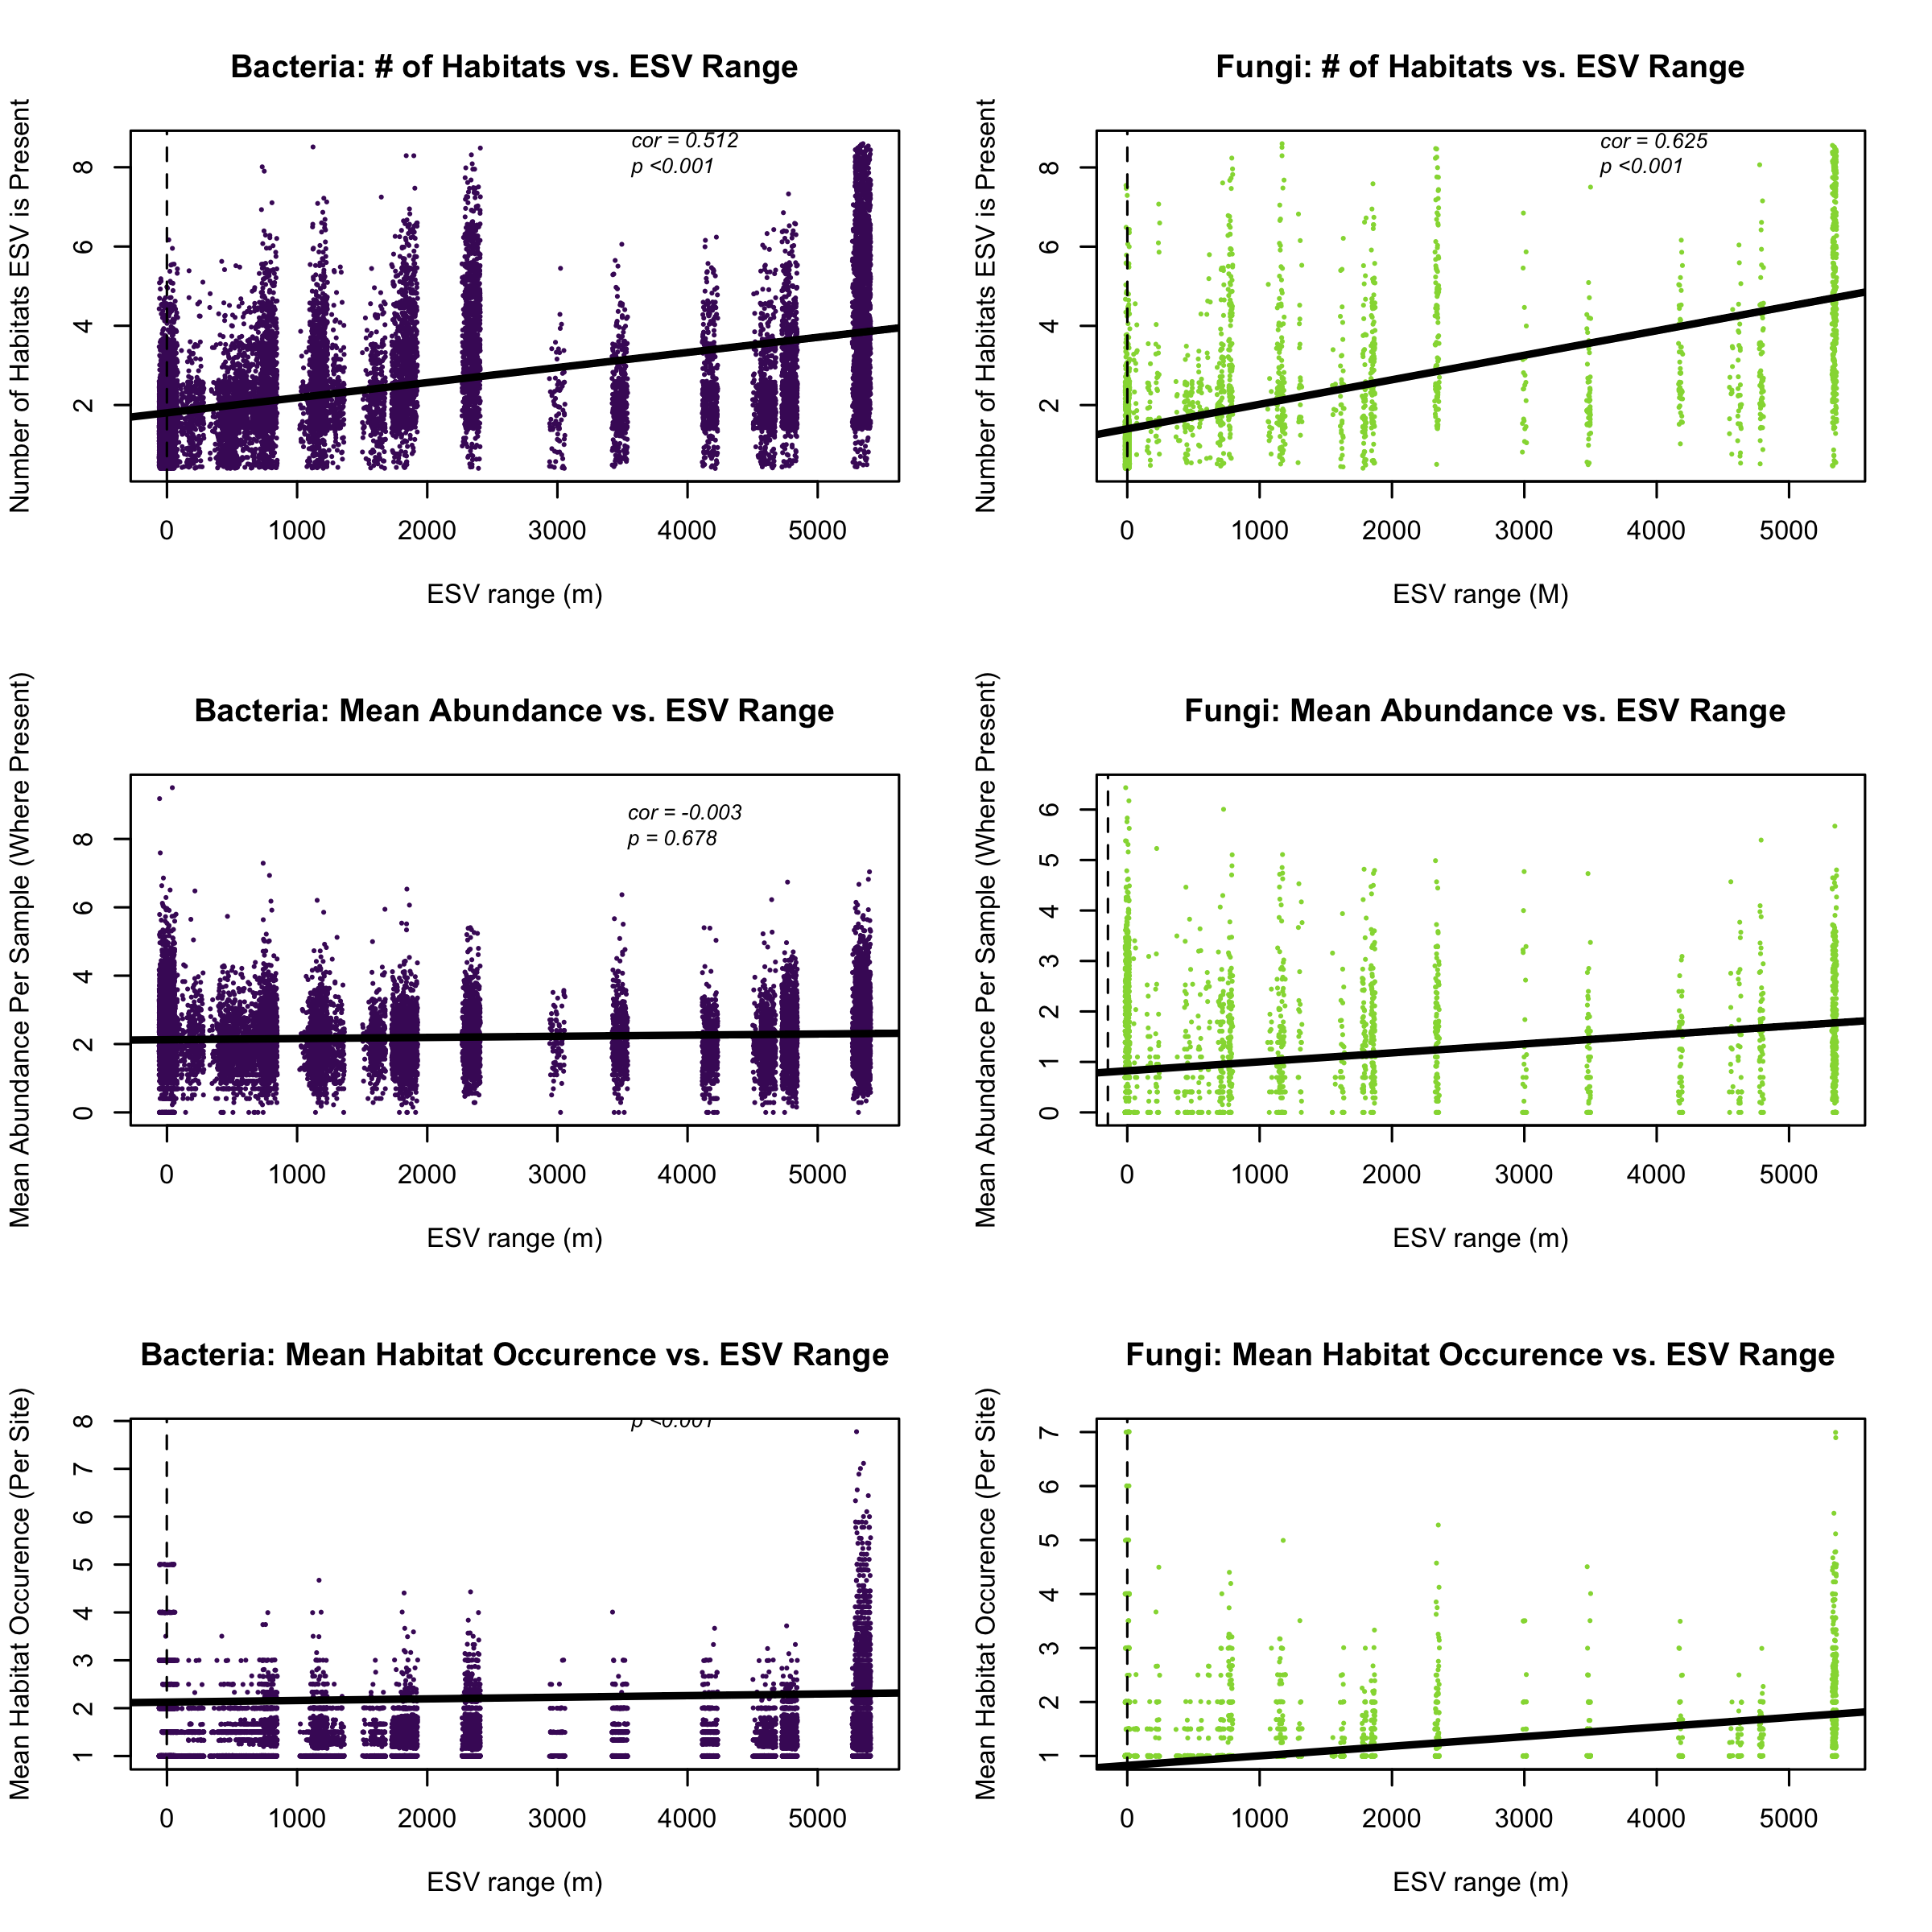 Bacteria: # of Habitats vs. ESV Range
Number of Habitats ESV is Present
8
6
4
2
cor = 0.512
p <0.001
0 1000 2000 3000 4000 5000
ESV range (m)
Fungi: # of Habitats vs. ESV Range
Number of Habitats ESV is Present
8
6
4
2
cor = 0.625
p <0.001
0 1000 2000 3000 4000 5000
ESV range (M)
Bacteria: Mean Abundance vs. ESV Range
Mean Abundance Per Sample (Where Present)
8
6
4
2
0
cor = -0.003
p = 0.678
0 1000 2000 3000 4000 5000
ESV range (m)
Fungi: Mean Abundance vs. ESV Range
Mean Abundance Per Sample (Where Present)
6
5
4
3
2
1
0
0 1000 2000 3000 4000 5000
ESV range (m)
Bacteria: Mean Habitat Occurence vs. ESV Range
Mean Habitat Occurence (Per Site)
8
7
6
5
4
3
2
1
p <0.001
0 1000 2000 3000 4000 5000
ESV range (m)
Fungi: Mean Habitat Occurence vs. ESV Range
Mean Habitat Occurence (Per Site)
7
6
5
4
3
2
1
0 1000 2000 3000 4000 5000
ESV range (m)